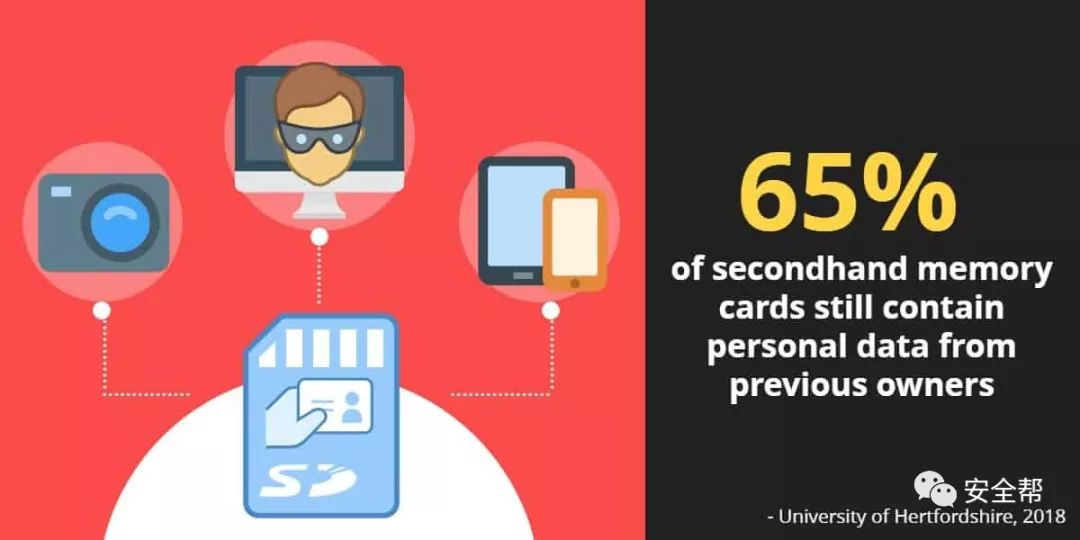 SD
65%
of secondhand memory
cards still contain
personal data from
previous owners
安全帮
- University of Hertfordshire, 2018